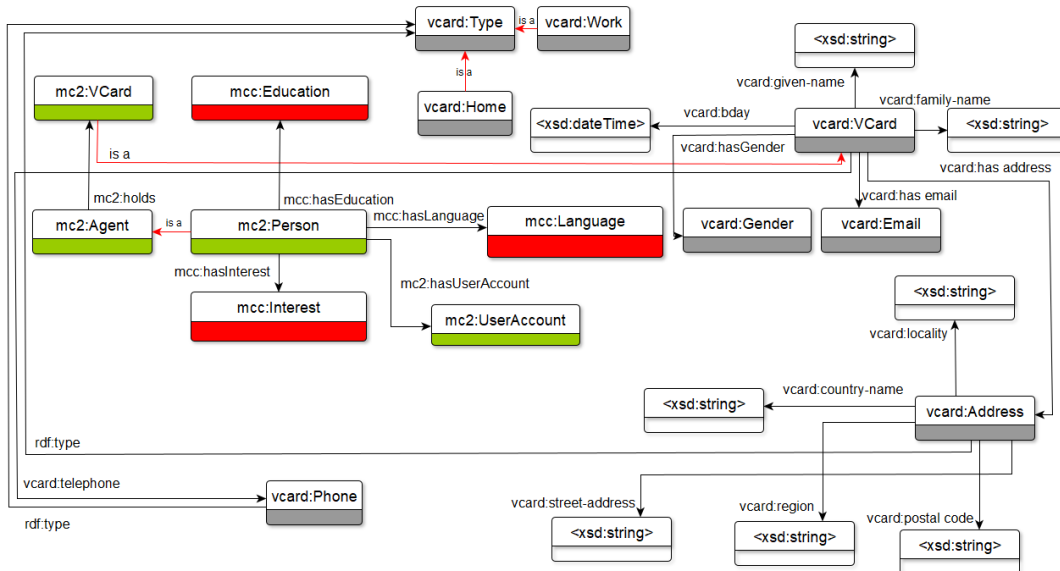 vcard:Type
is a
vcard:Work
<xsd:string>
is a
vcard:given-name
mc2:VCard
mcc:Education
vcard:Home
vcard:family-name
vcard:bday
<xsd:dateTime>
vcard:VCard
<xsd:string>
is a
vcard:hasGender
vcard:has address
mc2:holds
mcc:hasEducation
vcard:has email
mc2:Agent
is a
mc2:Person
mcc:hasLanguage
mcc:Language
vcard:Gender
vcard:Email
mcc:hasInterest
mc2:hasUserAccount
mcc:Interest
<xsd:string>
mc2:UserAccount
vcard:locality
vcard:country-name
<xsd:string>
vcard:Address
rdf:type
vcard:telephone
vcard:Phone
vcard:street-address
vcard:region
vcard:postal code
rdf:type
<xsd:string>
<xsd:string>
<xsd:string>